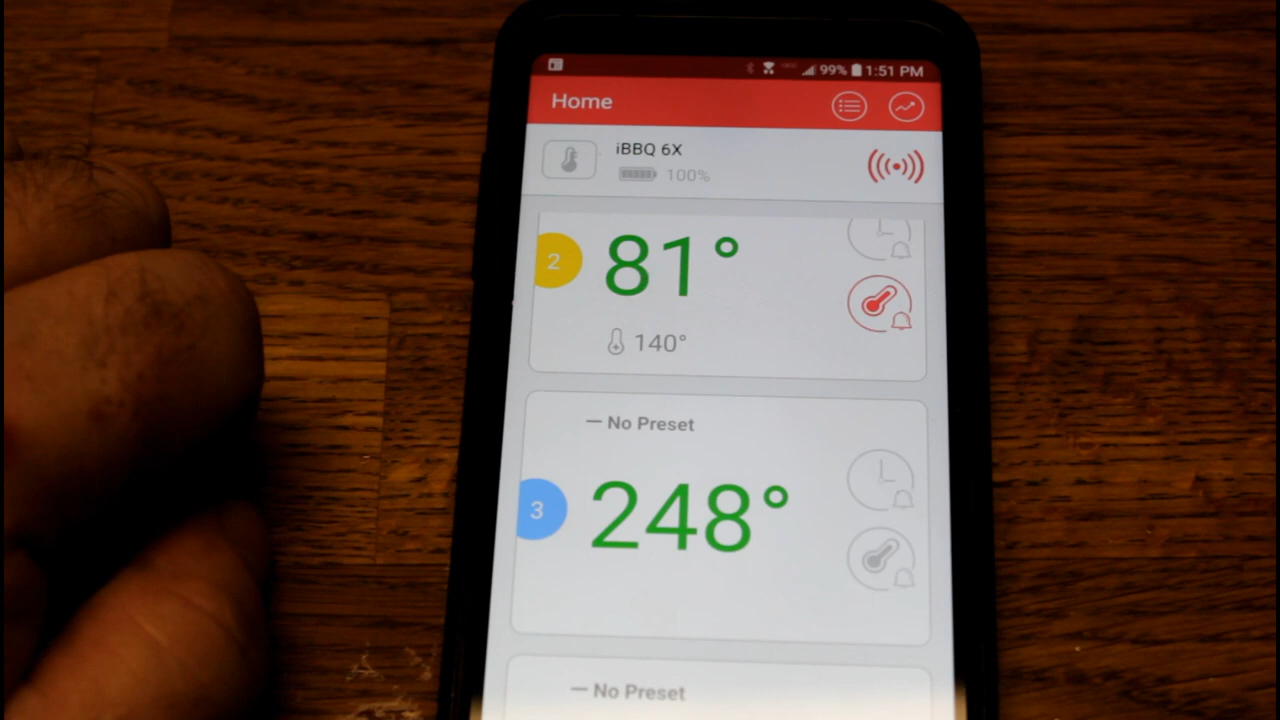 99% 1:51 PM
Home
iBBQ 6X
100%
2
81°
140°
— No Preset
3
248°
— No Preset